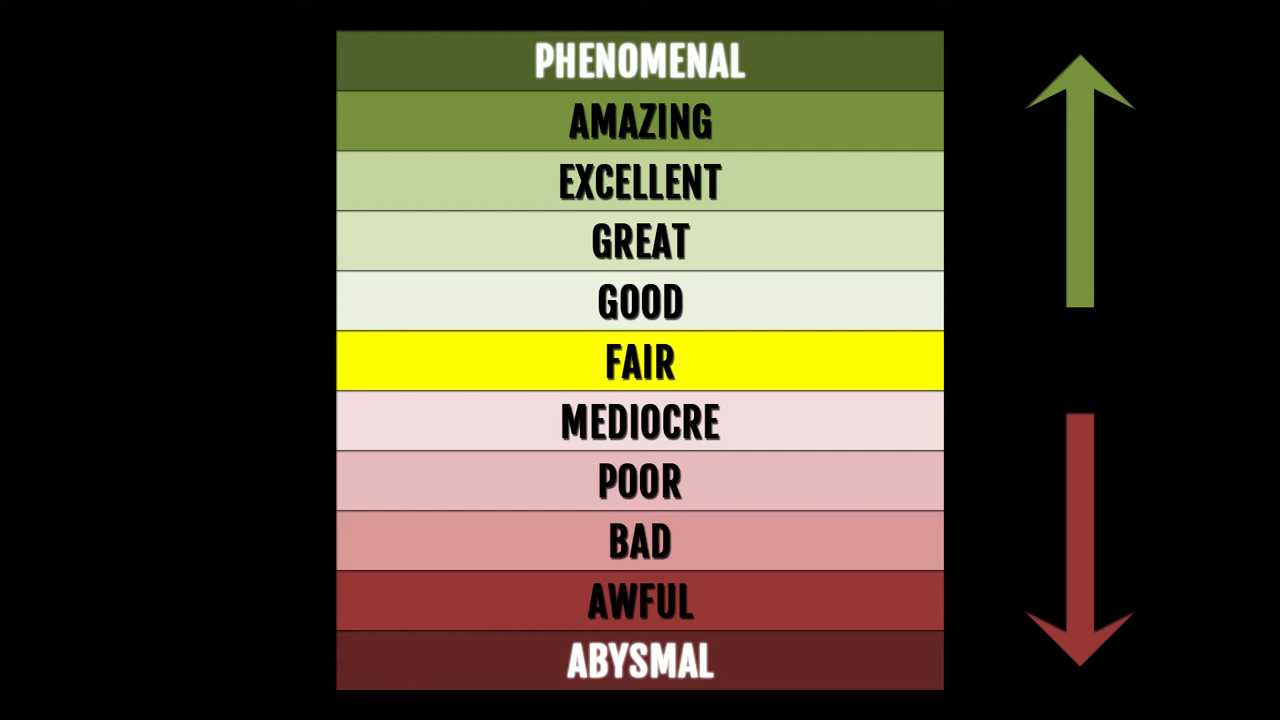 PHENOMENAL
AMAZING
EXCELLENT
GREAT
GOOD
FAIR
MEDIOCRE
POOR
BAD
AWFUL
ABYSMAL